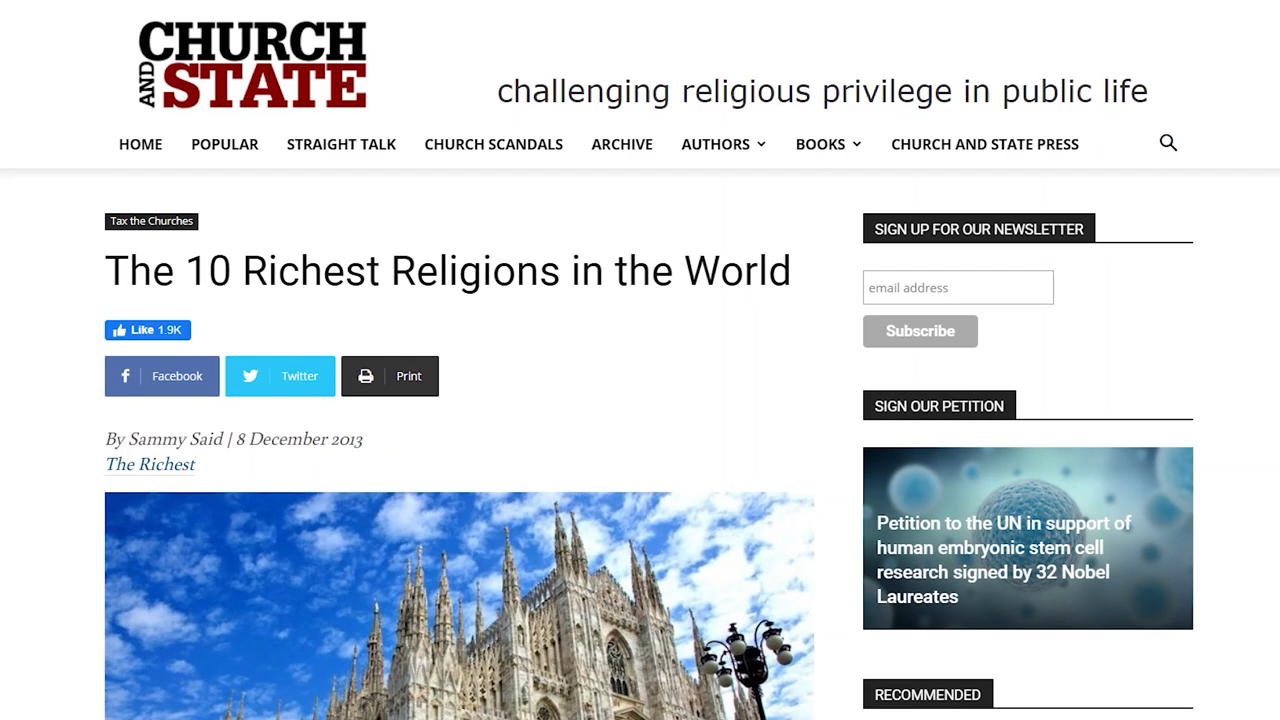 CHURCH
AND STATE
challenging religious privilege in public life
HOME POPULAR STRAIGHT TALK CHURCH SCANDALS ARCHIVE AUTHORS BOOKS CHURCH AND STATE PRESS
Tax the Churches
The 10 Richest Religions in the World
Like 1.9K
Facebook Twitter Print
By Sammy Said | 8 December 2013
The Richest
SIGN UP FOR OUR NEWSLETTER
email address
Subscribe
SIGN OUR PETITION
Petition to the UN in support of
human embryonic stem cell
research signed by 32 Nobel
Laureates
RECOMMENDED